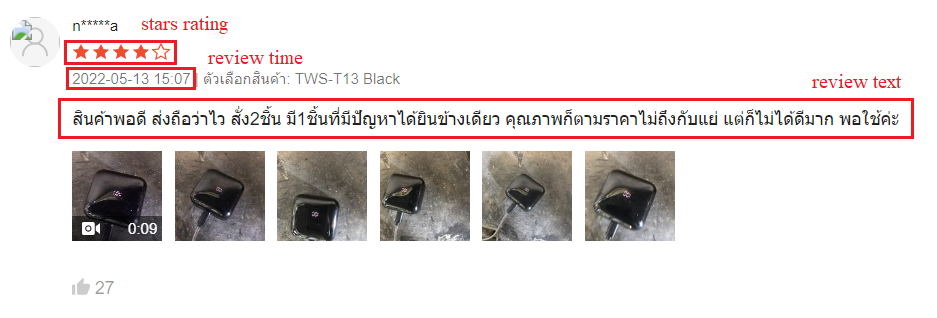 n*****a stars rating
review time
2022-05-13 15:07 | ตัวเลือกสินค้า: TWS-T13 Black
review text
สินค้าพอดี ส่งถือว่าไว สั่ง2ชิ้น มี1ชิ้นที่มีปัญหาได้ยินข้างเดียว คุณภาพก็ตามราคาไม่ถึงกับแย่ แต่ก็ไม่ได้ดีมาก พอใช้ค่ะ
0:09
27